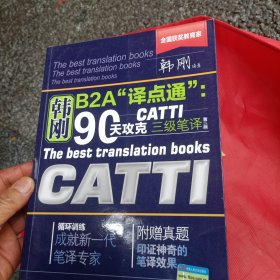 全国获奖教育家
The best translation books
The best translation books
The best translation books
韩刚
韩刚
B2A“译点通”:
90天攻克
CATTI
三级笔译
The best translation books
CATTI
循环训练
成就新一代
笔译专家
附赠真题
印证神奇的
笔译效果